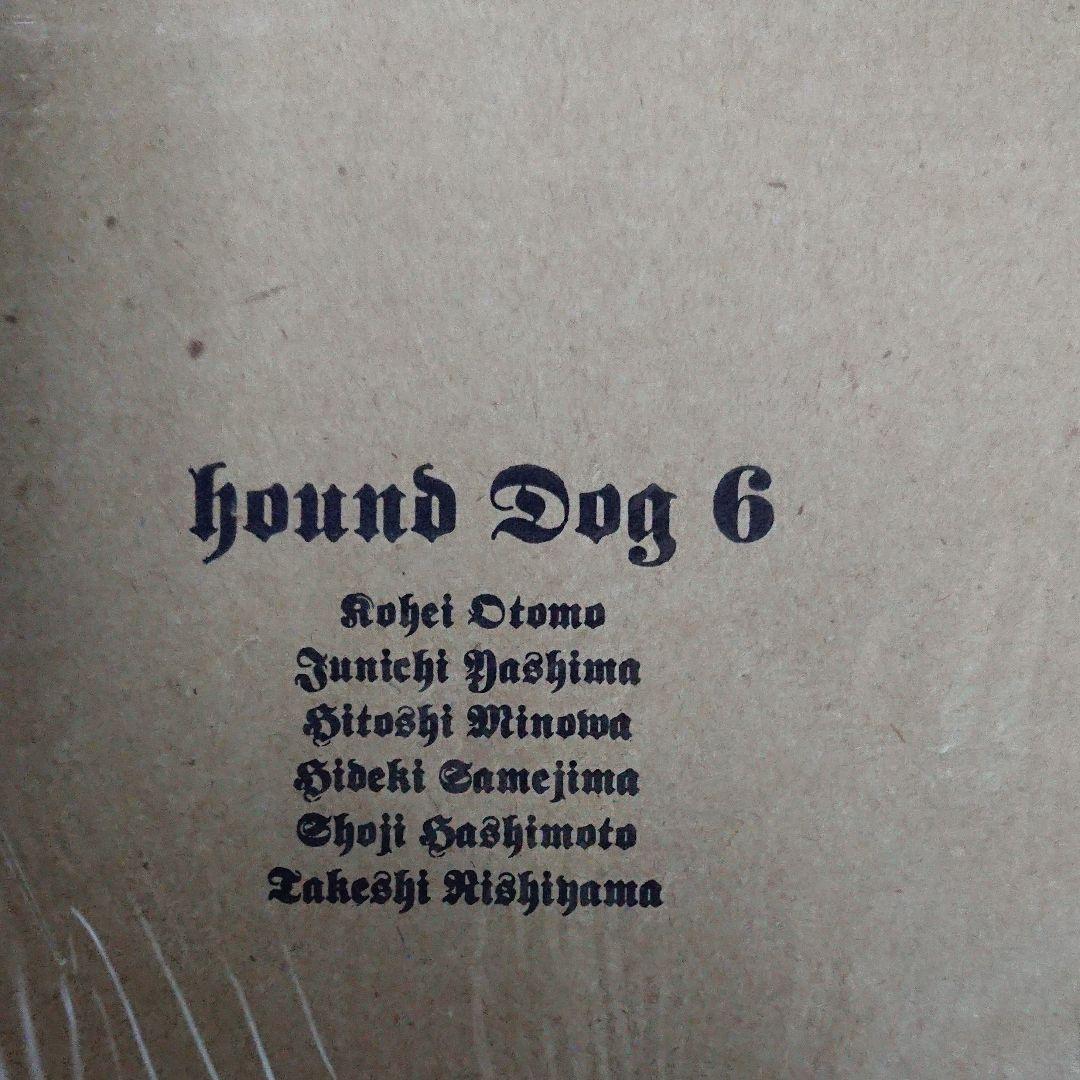 hound Dog 6
Kohei Otomo
Junichi Yashima
Hitoshi Minowa
Hideki Samejima
Shoji Hashimoto
Takeshi Nishiyama